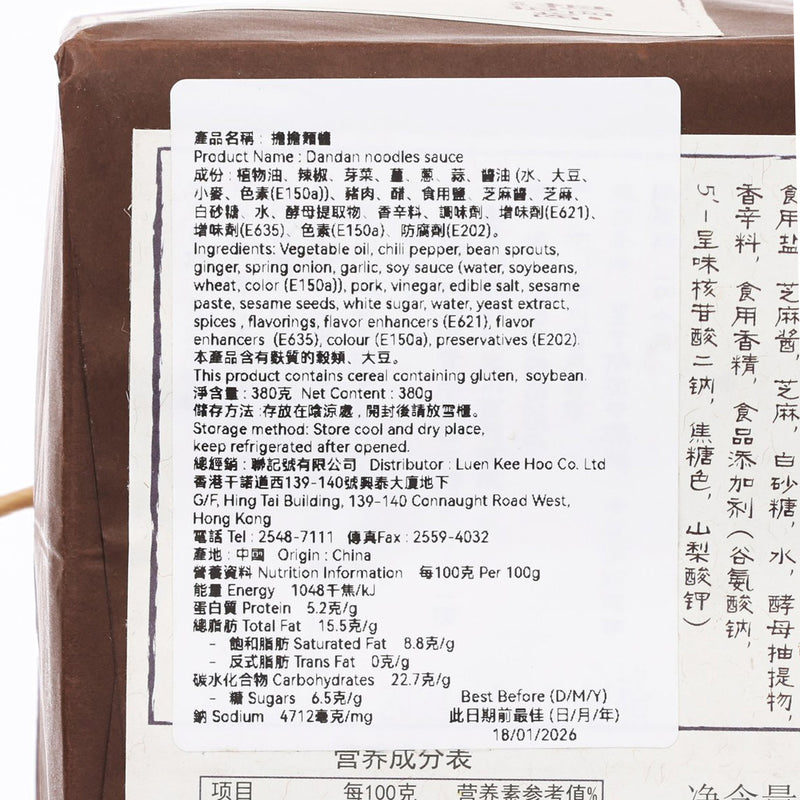 產品名稱：擔擔麵醬
Product Name : Dandan noodles sauce
成份：植物油、辣椒、芽菜、薑、蔥、蒜、醬油 (水、大豆、
小麥、色素(E150a))、豬肉、醋、食用鹽、芝麻醬、芝麻、
白砂糖、水、酵母提取物、香辛料、調味劑、增味劑(E621)、
增味劑(E635)、色素(E150a)、防腐劑(E202)。
Ingredients: Vegetable oil, chili pepper, bean sprouts,
ginger, spring onion, garlic, soy sauce (water, soybeans,
wheat, color (E150a)), pork, vinegar, edible salt, sesame
paste, sesame seeds, white sugar, water, yeast extract,
spices , flavorings, flavor enhancers (E621), flavor
enhancers (E635), colour (E150a), preservatives (E202).
本產品含有麩質的穀類、大豆。
This product contains cereal containing gluten, soybean.
淨含量：380克 Net Content : 380g
儲存方法：存放在陰涼處，開封後請放雪櫃。
Storage method: Store cool and dry place,
keep refrigerated after opened.
總經銷：聯記號有限公司 Distributor : Luen Kee Hoo Co. Ltd
香港干諾道西139-140號興泰大廈地下
G/F, Hing Tai Building, 139-140 Connaught Road West,
Hong Kong
電話 Tel : 2548-7111 傳真Fax : 2559-4032
產地：中國 Origin : China
營養資料 Nutrition Information 每100克 Per 100g
能量 Energy 1048千焦/kJ
蛋白質 Protein 5.2克/g
總脂肪 Total Fat 15.5克/g
- 飽和脂肪 Saturated Fat 8.8克/g
- 反式脂肪 Trans Fat 0克/g
碳水化合物 Carbohydrates 22.7克/g
- 糖 Sugars 6.5克/g
鈉 Sodium 4712毫克/mg
Best Before (D/M/Y)
此日期前最佳 (日/月/年)
18/01/2026
食用盐，芝麻酱，芝麻，白砂糖，水，酵母抽提物，
香辛料，食用香精，食品添加剂（谷氨酸钠，
5'-呈味核苷酸二钠，焦糖色，山梨酸钾）
营养成分表
项目 每100克 营养素参考值%
净含量